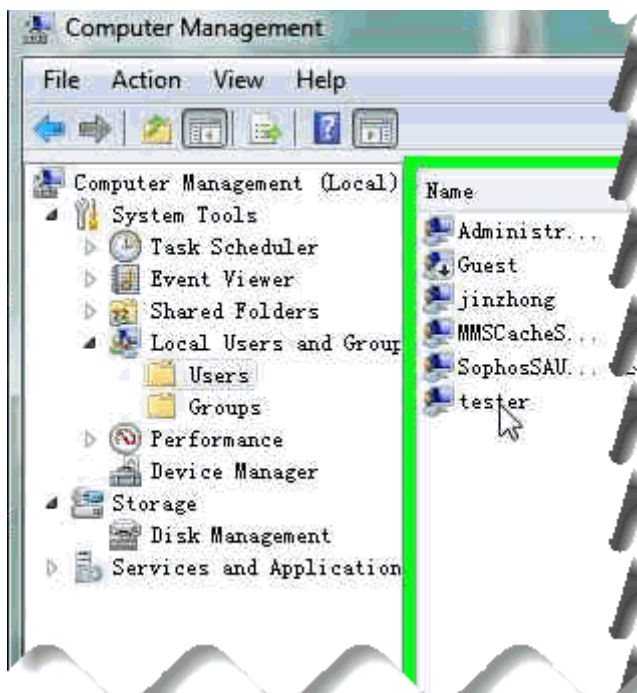 Computer Management
File Action View Help
Computer Management (Local)
System Tools
Task Scheduler
Event Viewer
Shared Folders
Local Users and Group
Users
Groups
Performance
Device Manager
Storage
Disk Management
Services and Application
Name
Administr...
Guest
jinzhong
MMSCacheS...
SophosSAU...
tester